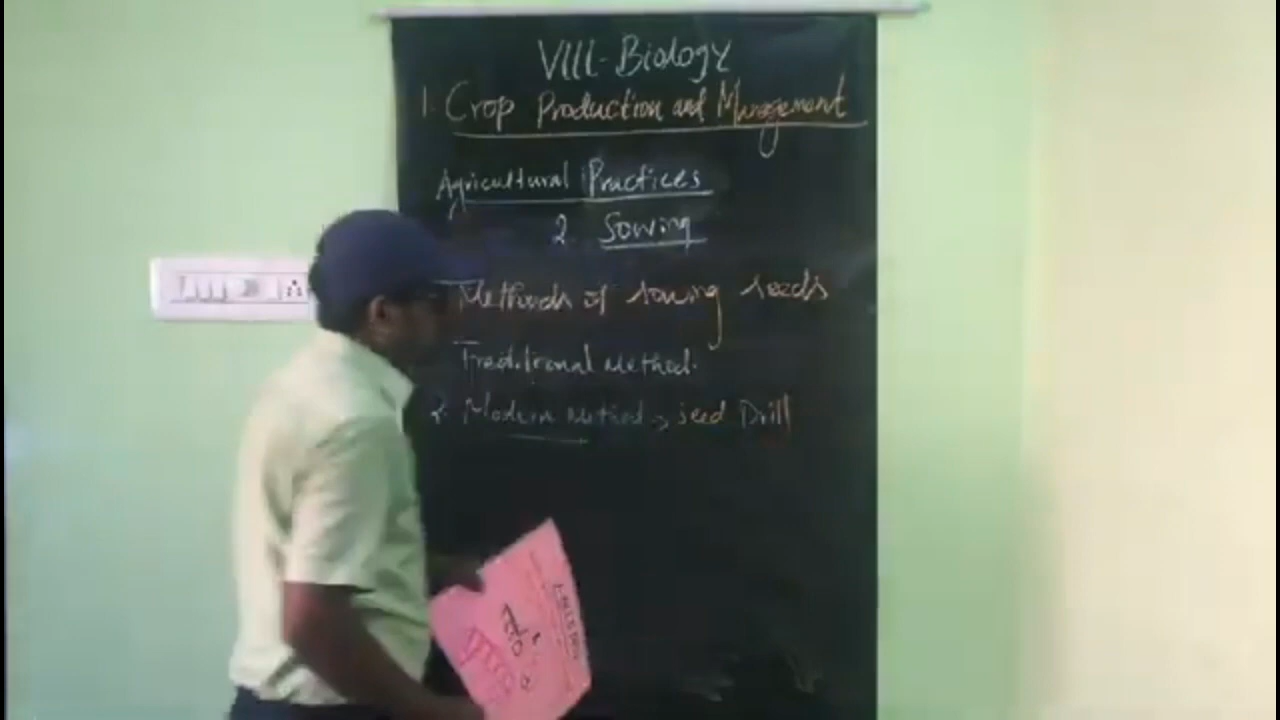 VIII-Biology
1. Crop Production and Management
Agricultural Practices
2 Sowing
Methods of sowing seeds
Traditional Method.
2. Modern Method → seed Drill